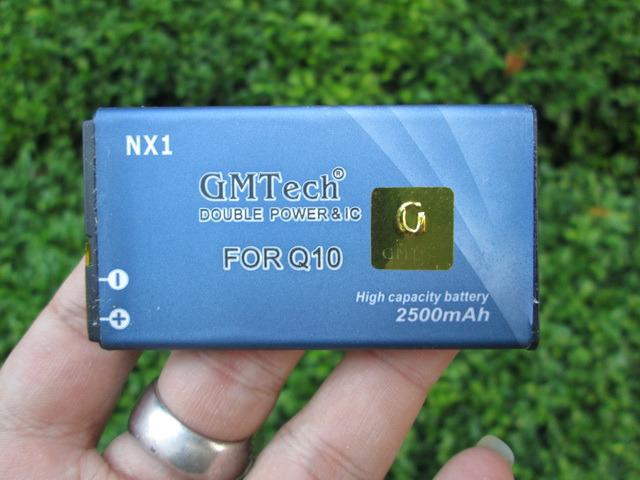 NX1
GMTech®
DOUBLE POWER & IC
FOR Q10
G
High capacity battery
2500mAh